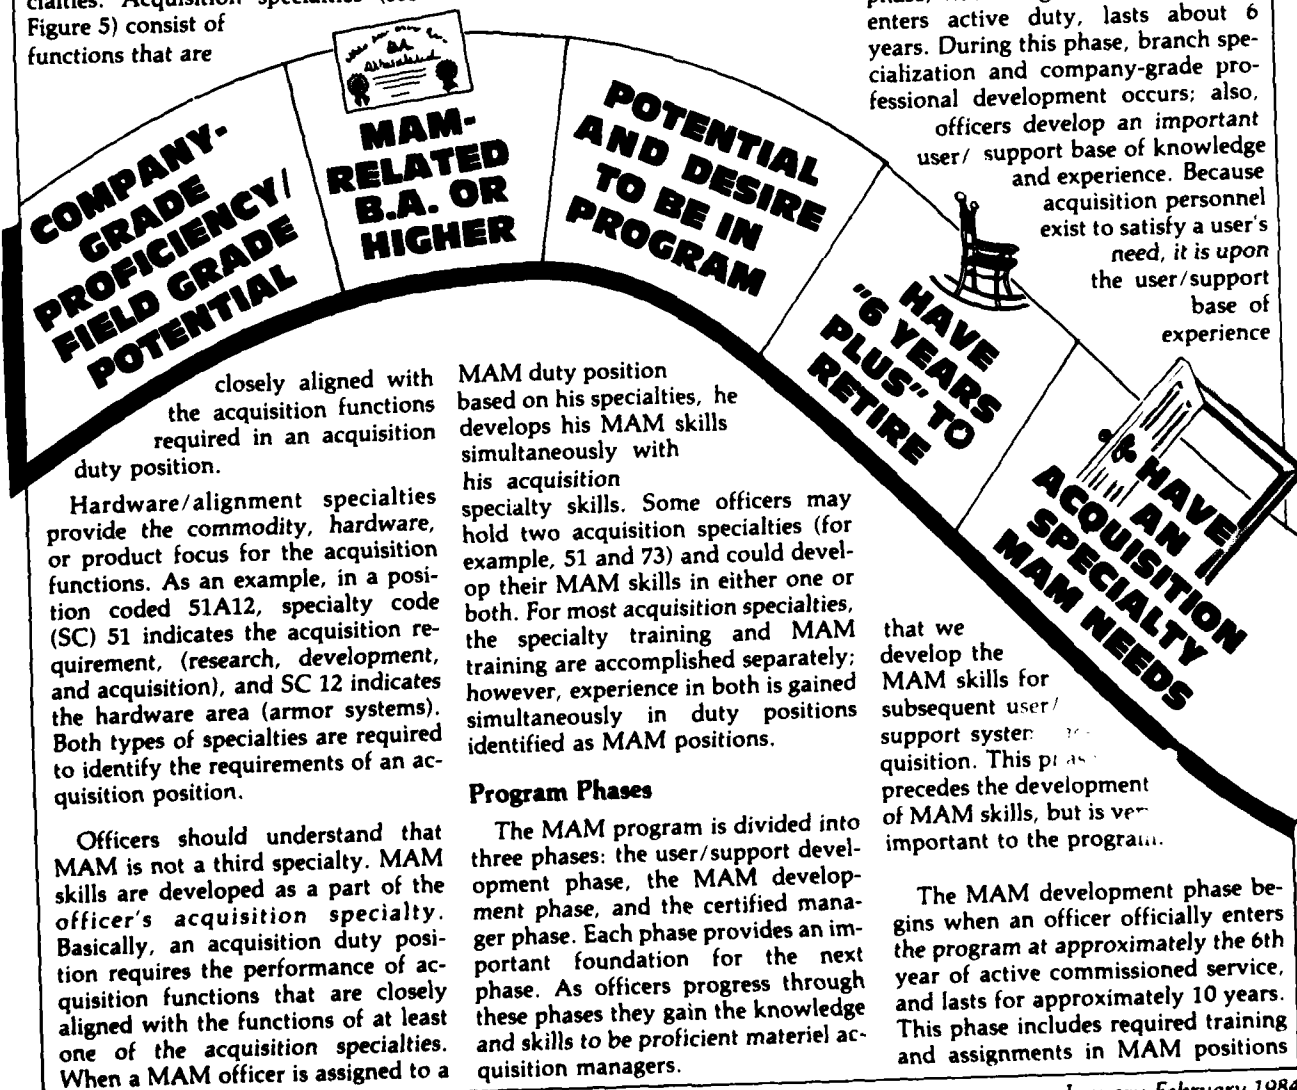 Figure 5) consist of
functions that are
COMPANY-
GRADE
PROFICIENCY/
FIELD GRADE
POTENTIAL
MAM-
RELATED
B.A. OR
HIGHER
POTENTIAL
AND DESIRE
TO BE IN
PROGRAM
HAVE
"6 YEARS
PLUS" TO
RETIRE
& HAVE
AN
ACQUISITION
SPECIALTY
MAM NEEDS
closely aligned with
the acquisition functions
required in an acquisition
duty position.
Hardware/alignment specialties
provide the commodity, hardware,
or product focus for the acquisition
functions. As an example, in a posi-
tion coded 51A12, specialty code
(SC) 51 indicates the acquisition re-
quirement, (research, development,
and acquisition), and SC 12 indicates
the hardware area (armor systems).
Both types of specialties are required
to identify the requirements of an ac-
quisition position.
Officers should understand that
MAM is not a third specialty. MAM
skills are developed as a part of the
officer's acquisition specialty.
Basically, an acquisition duty posi-
tion requires the performance of ac-
quisition functions that are closely
aligned with the functions of at least
one of the acquisition specialties.
When a MAM officer is assigned to a
MAM duty position
based on his specialties, he
develops his MAM skills
simultaneously with
his acquisition
specialty skills. Some officers may
hold two acquisition specialties (for
example, 51 and 73) and could devel-
op their MAM skills in either one or
both. For most acquisition specialties,
the specialty training and MAM
training are accomplished separately;
however, experience in both is gained
simultaneously in duty positions
identified as MAM positions.
Program Phases
The MAM program is divided into
three phases: the user/support devel-
opment phase, the MAM develop-
ment phase, and the certified mana-
ger phase. Each phase provides an im-
portant foundation for the next
phase. As officers progress through
these phases they gain the knowledge
and skills to be proficient materiel ac-
quisition managers.
enters active duty, lasts about 6
years. During this phase, branch spe-
cialization and company-grade pro-
fessional development occurs; also,
officers develop an important
user/ support base of knowledge
and experience. Because
acquisition personnel
exist to satisfy a user's
need, it is upon
the user/support
base of
experience
that we
develop the
MAM skills for
subsequent user/
support
quisition. This
precedes the development
of MAM skills, but is
important to the program.
The MAM development phase be-
gins when an officer officially enters
the program at approximately the 6th
year of active commissioned service,
and lasts for approximately 10 years.
This phase includes required training
and assignments in MAM positions